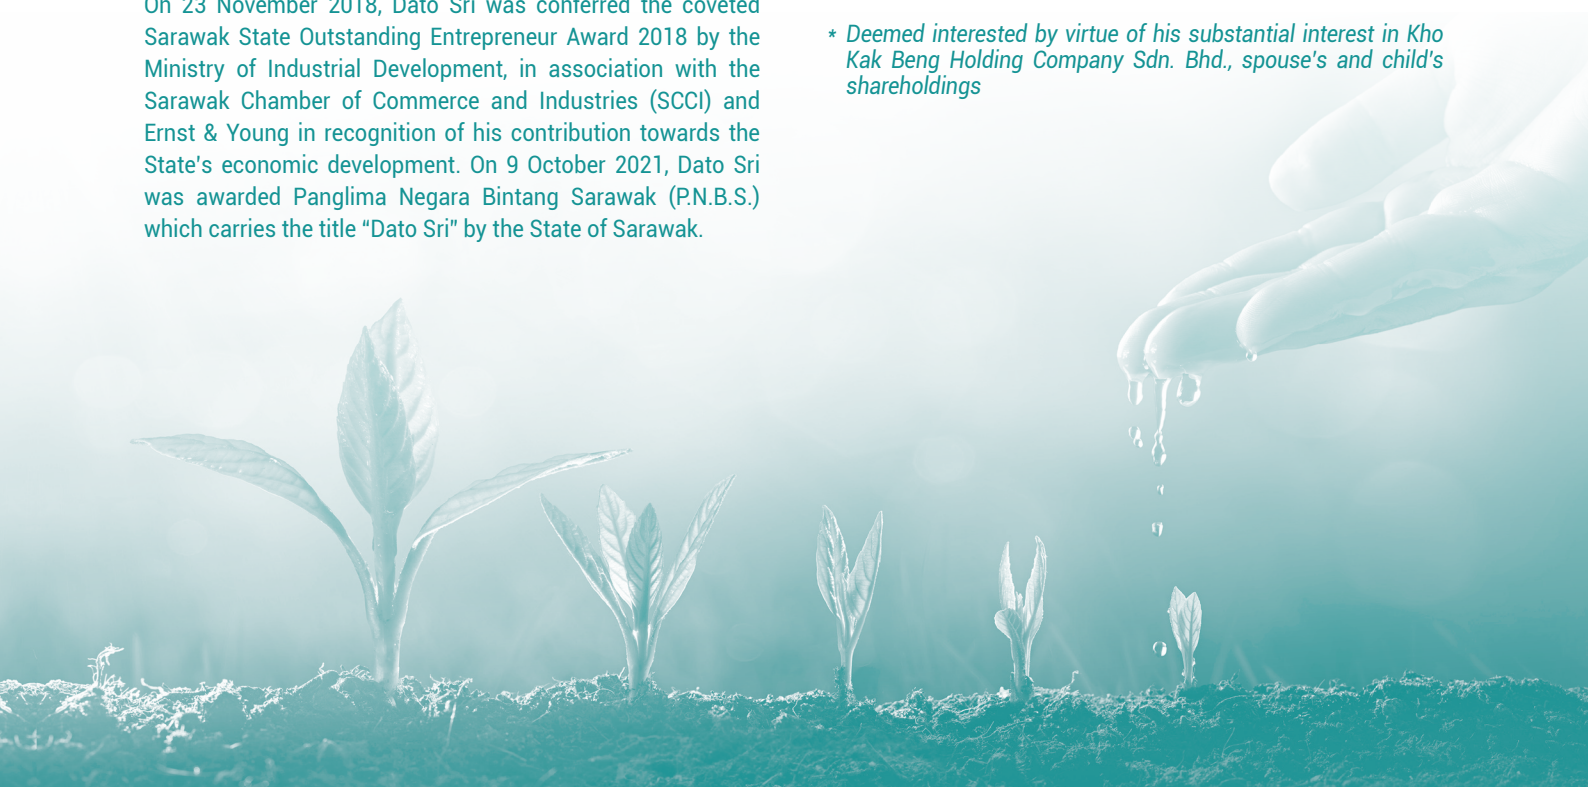 On 23 November 2018, Dato Sri was conferred the coveted
Sarawak State Outstanding Entrepreneur Award 2018 by the
Ministry of Industrial Development, in association with the
Sarawak Chamber of Commerce and Industries (SCCI) and
Ernst & Young in recognition of his contribution towards the
State's economic development. On 9 October 2021, Dato Sri
was awarded Panglima Negara Bintang Sarawak (P.N.B.S.)
which carries the title “Dato Sri” by the State of Sarawak.
* Deemed interested by virtue of his substantial interest in Kho
Kak Beng Holding Company Sdn. Bhd., spouse's and child's
shareholdings